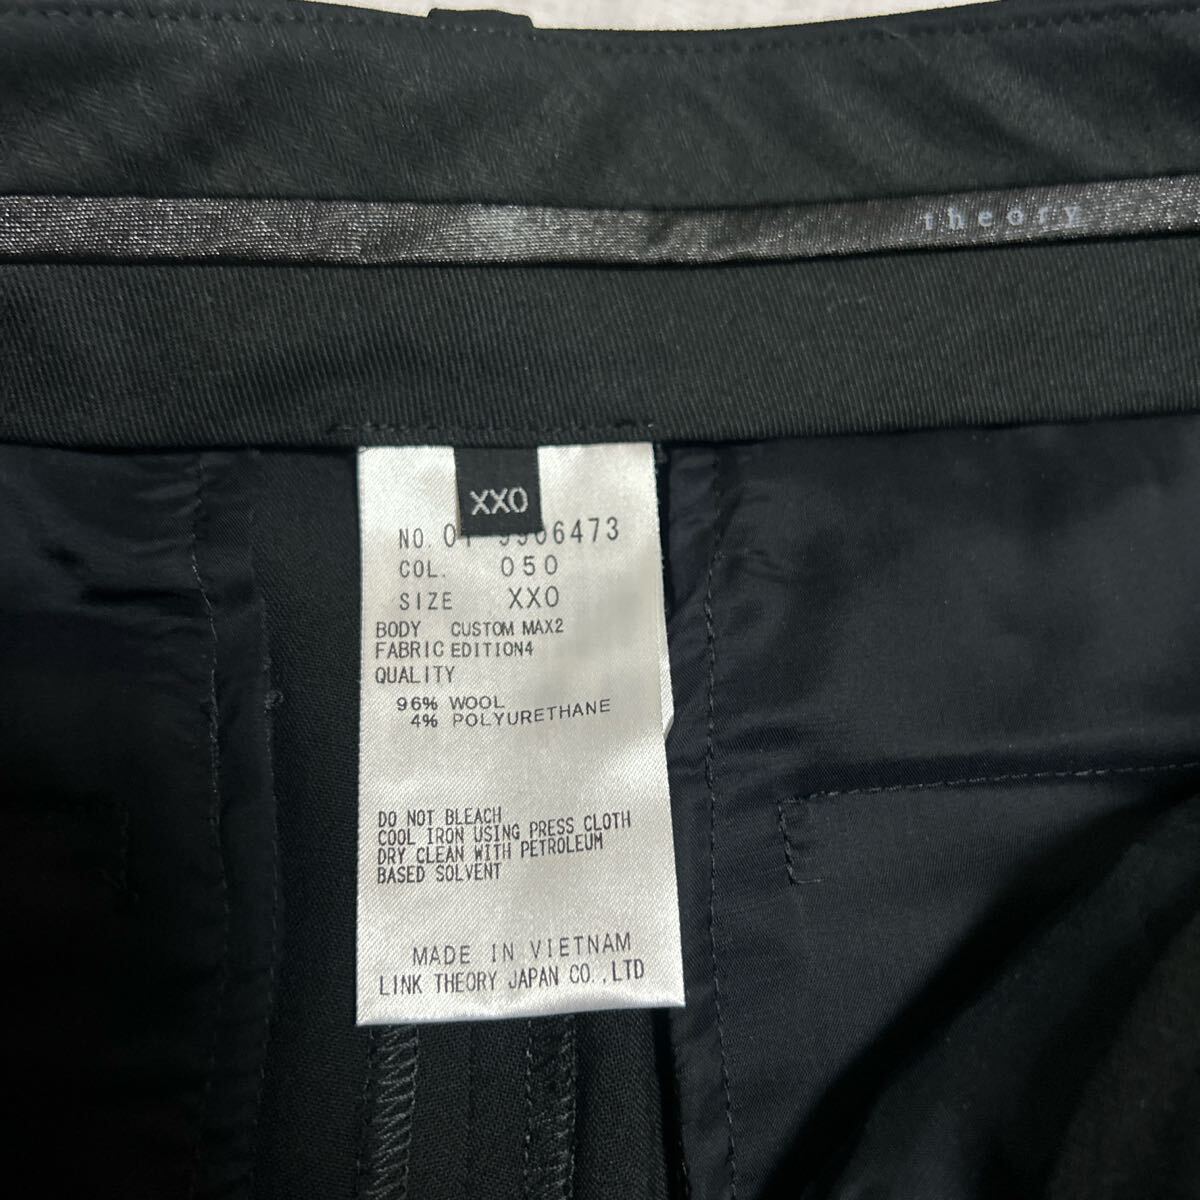 theory
XXO
NO. 01-9906473
COL. 050
SIZE XXO
BODY CUSTOM MAX2
FABRIC EDITION4
QUALITY
96% WOOL
4% POLYURETHANE
DO NOT BLEACH
COOL IRON USING PRESS CLOTH
DRY CLEAN WITH PETROLEUM
BASED SOLVENT
MADE IN VIETNAM
LINK THEORY JAPAN CO.,LTD